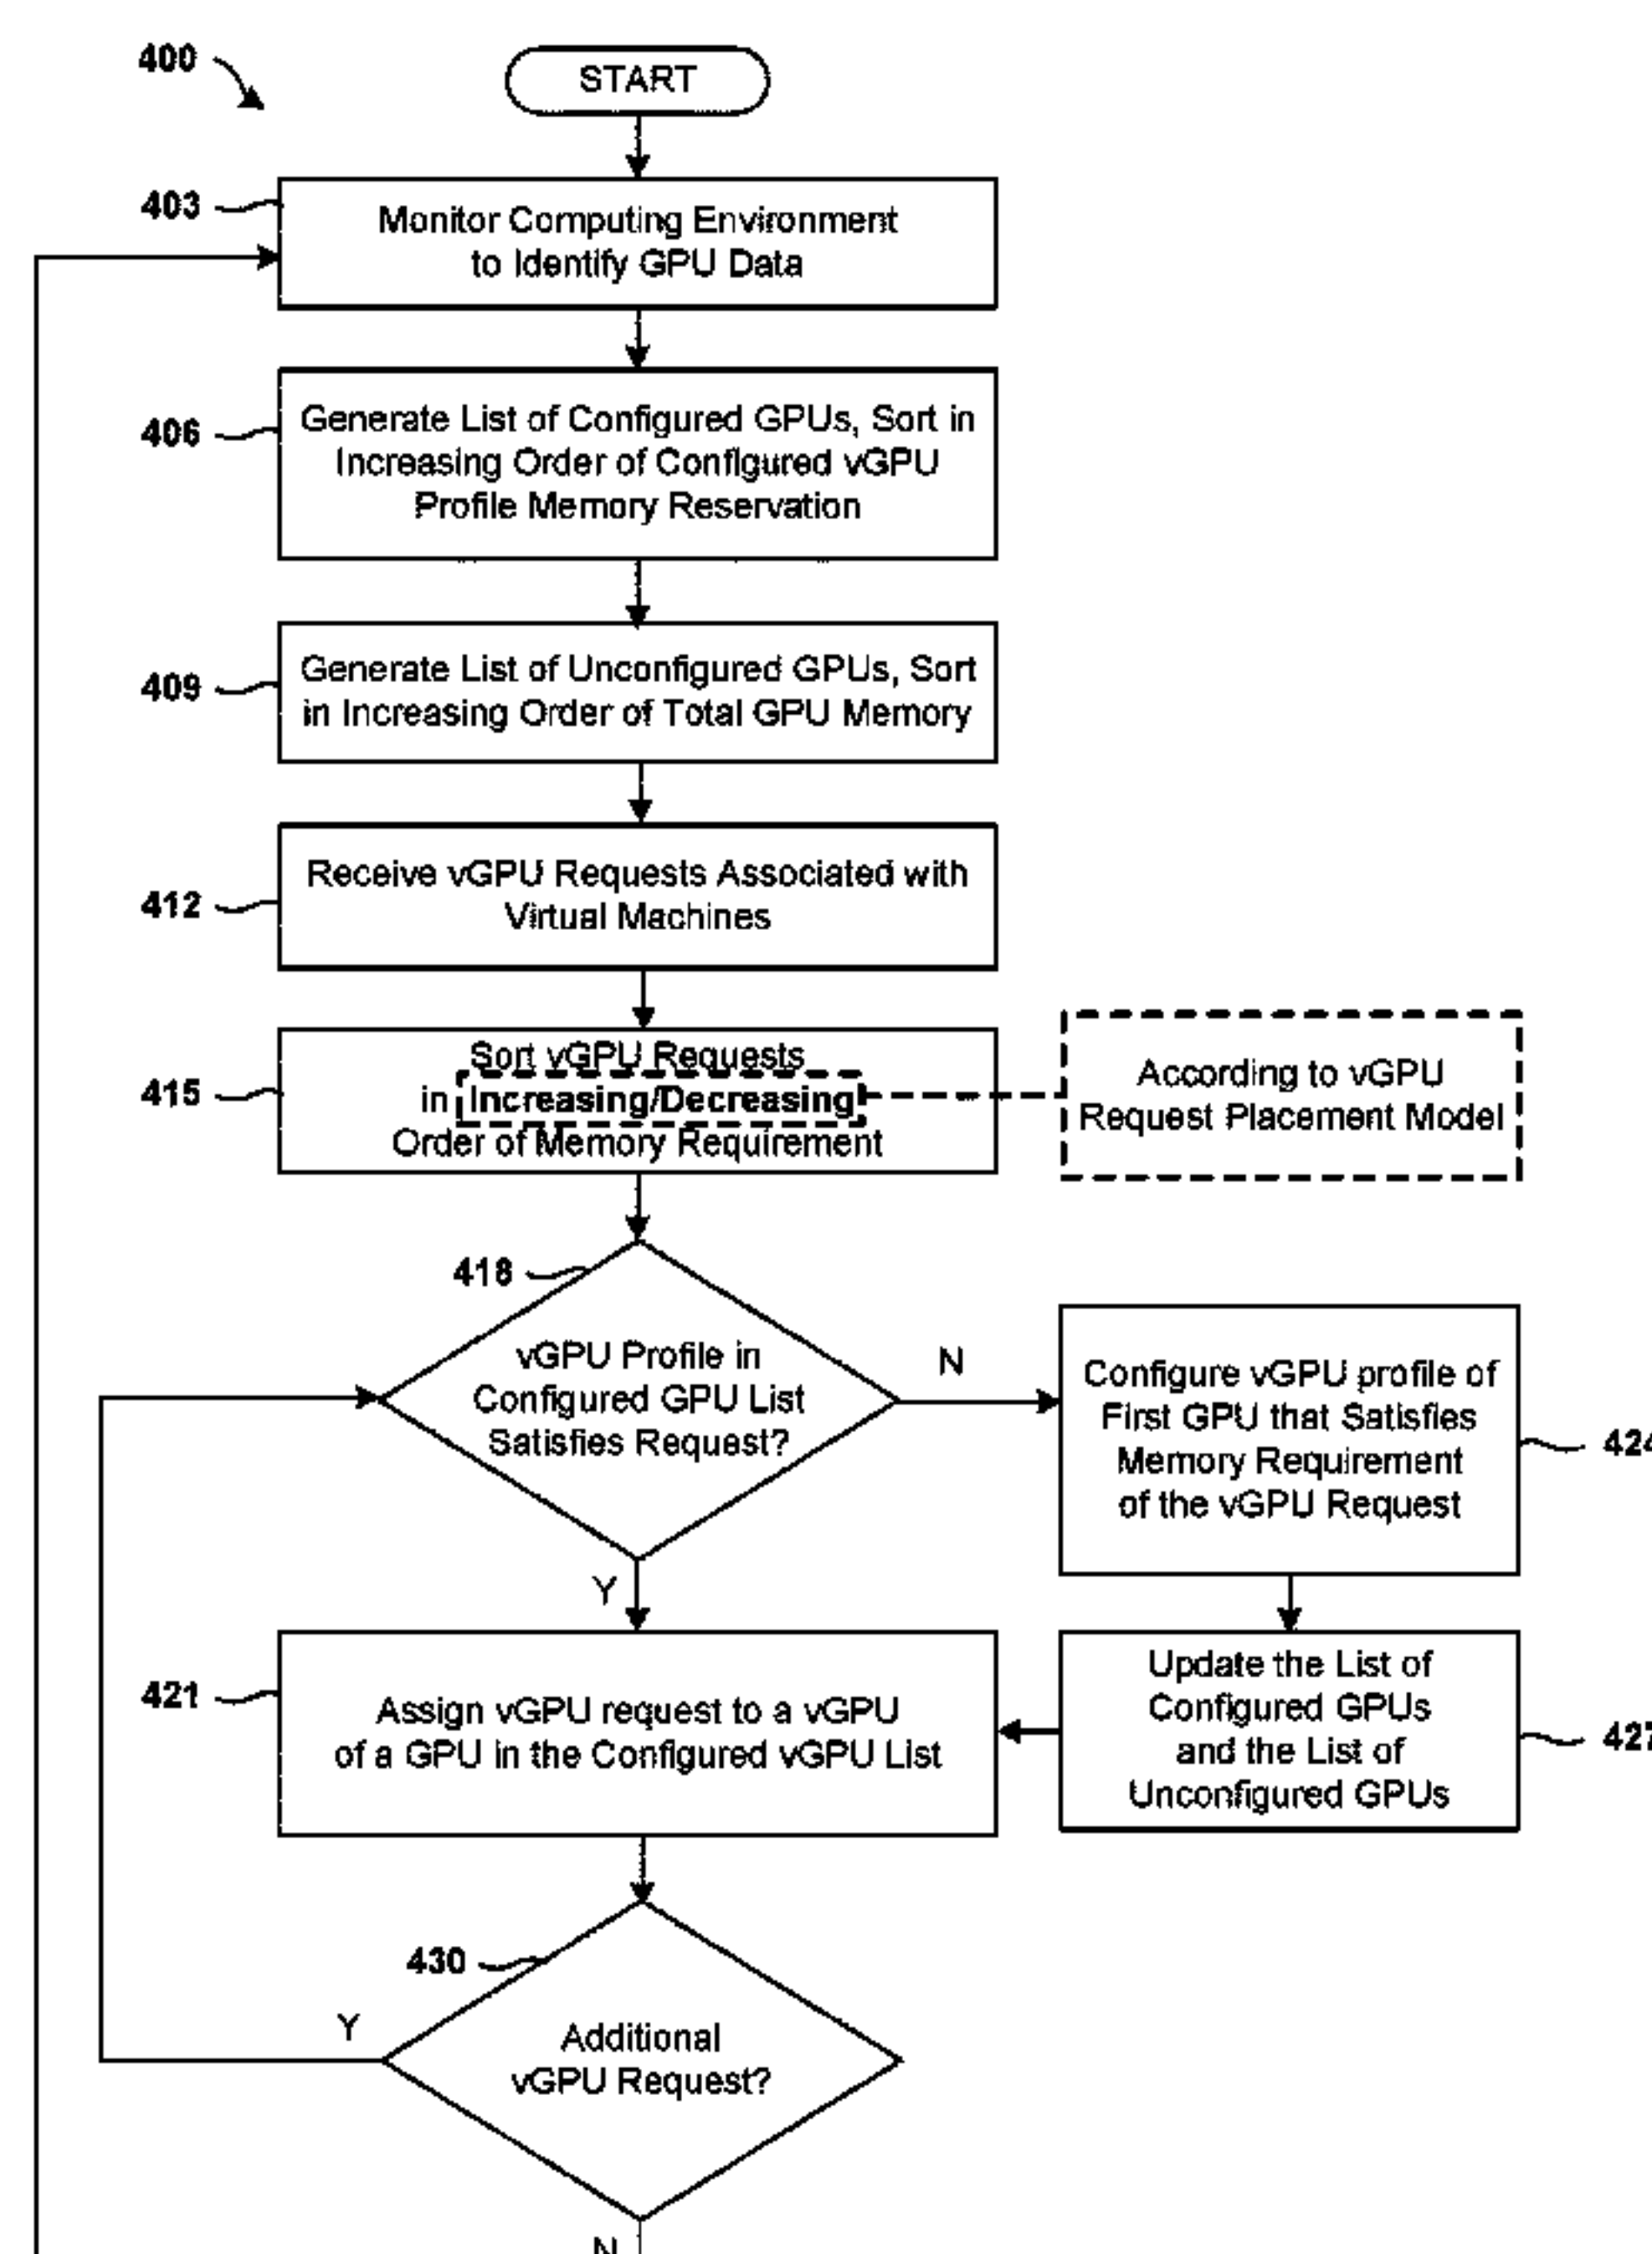 400
START
403
Monitor Computing Environment
to Identify GPU Data
406
Generate List of Configured GPUs, Sort in
Increasing Order of Configured vGPU
Profile Memory Reservation
409
Generate List of Unconfigured GPUs, Sort
in Increasing Order of Total GPU Memory
412
Receive vGPU Requests Associated with
Virtual Machines
415
Sort vGPU Requests
in Increasing/Decreasing
Order of Memory Requirement
According to vGPU
Request Placement Model
418
vGPU Profile in
Configured GPU List
Satisfies Request?
N
Configure vGPU profile of
First GPU that Satisfies
Memory Requirement
of the vGPU Request
424
Y
421
Assign vGPU request to a vGPU
of a GPU in the Configured vGPU List
Update the List of
Configured GPUs
and the List of
Unconfigured GPUs
427
430
Y
Additional
vGPU Request?
N